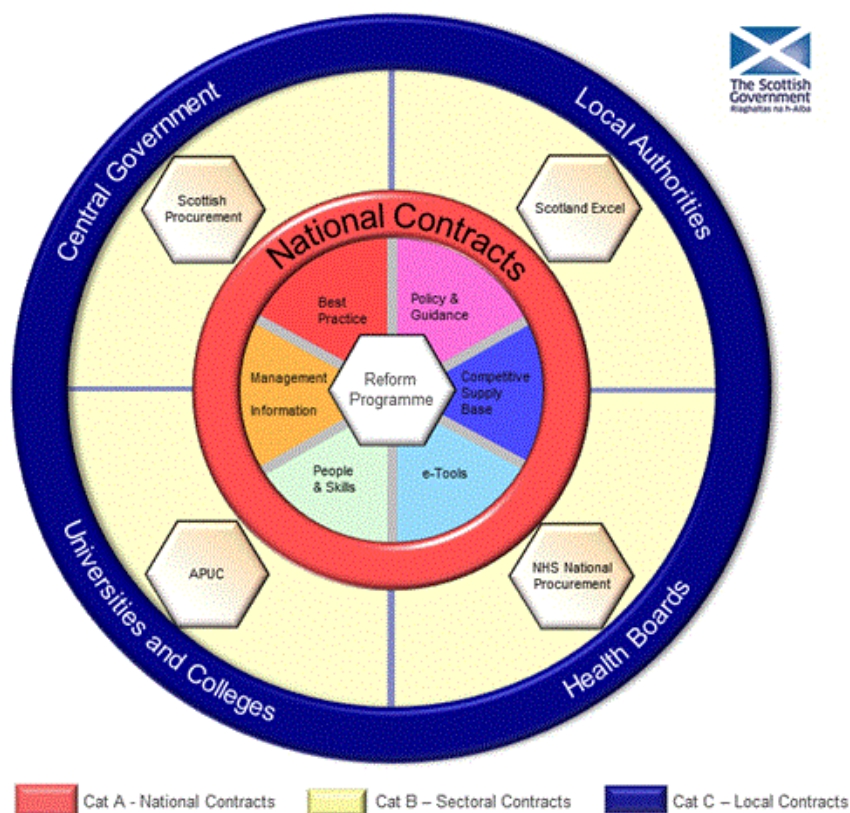 The Scottish
Government
Riaghaltas na h-Alba
Central Government
Local Authorities
Scottish
Procurement
Scotland Excel
National Contracts
Best
Practice
Policy &
Guidance
Management
Information
Reform
Programme
Competitive
Supply
Base
People
& Skills
e-Tools
APUC
NHS National
Procurement
Universities and Colleges
Health Boards
Cat A - National Contracts
Cat B – Sectoral Contracts
Cat C – Local Contracts